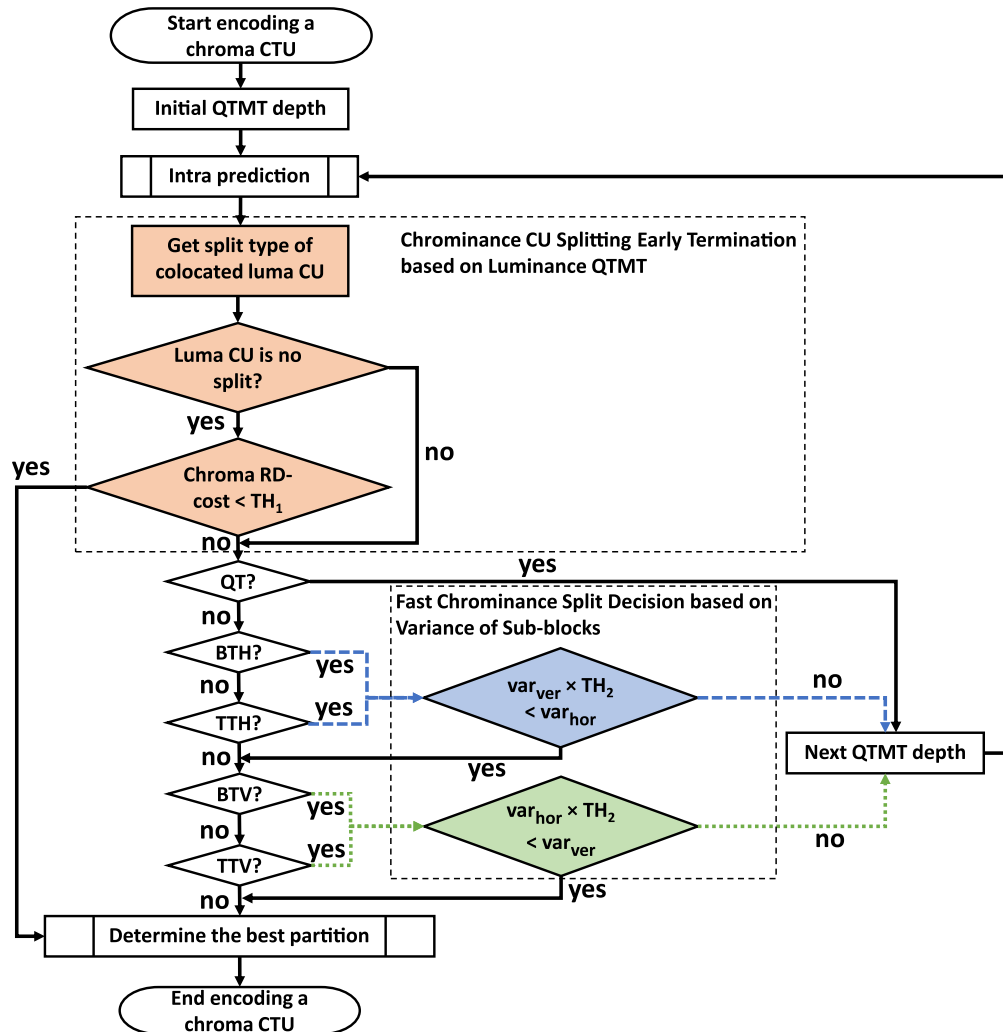 Start encoding a
chroma CTU
Initial QTMT depth
Intra prediction
Get split type of
colocated luma CU
Chrominance CU Splitting Early Termination
based on Luminance QTMT
Luma CU is no
split?
yes
no
yes
Chroma RD-
cost < TH₁
no
QT?
yes
no
Fast Chrominance Split Decision based on
Variance of Sub-blocks
BTH?
yes
no
TTH?
yes
var_ver × TH₂
< var_hor
no
yes
no
Next QTMT depth
BTV?
yes
no
TTV?
yes
var_hor × TH₂
< var_ver
no
yes
no
Determine the best partition
End encoding a
chroma CTU